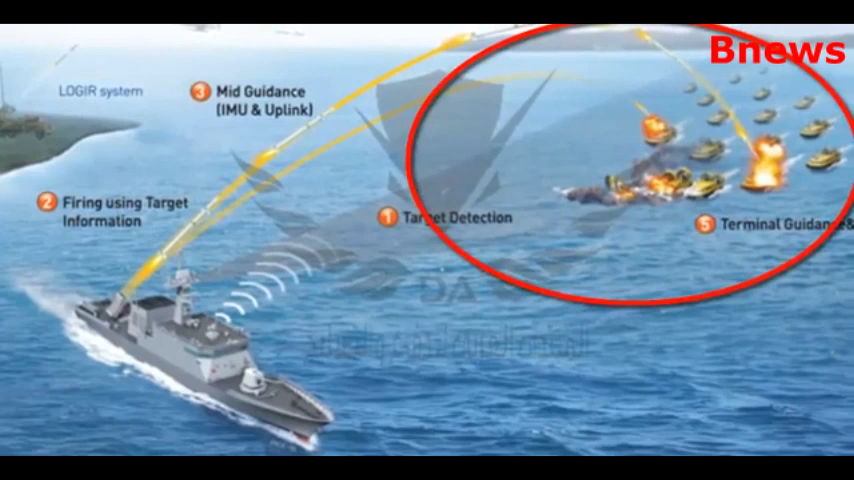 Bnews
LOGIR system
3 Mid Guidance
(IMU & Uplink)
2 Firing using Target
Information
1 Target Detection
5 Terminal Guidance&
DA